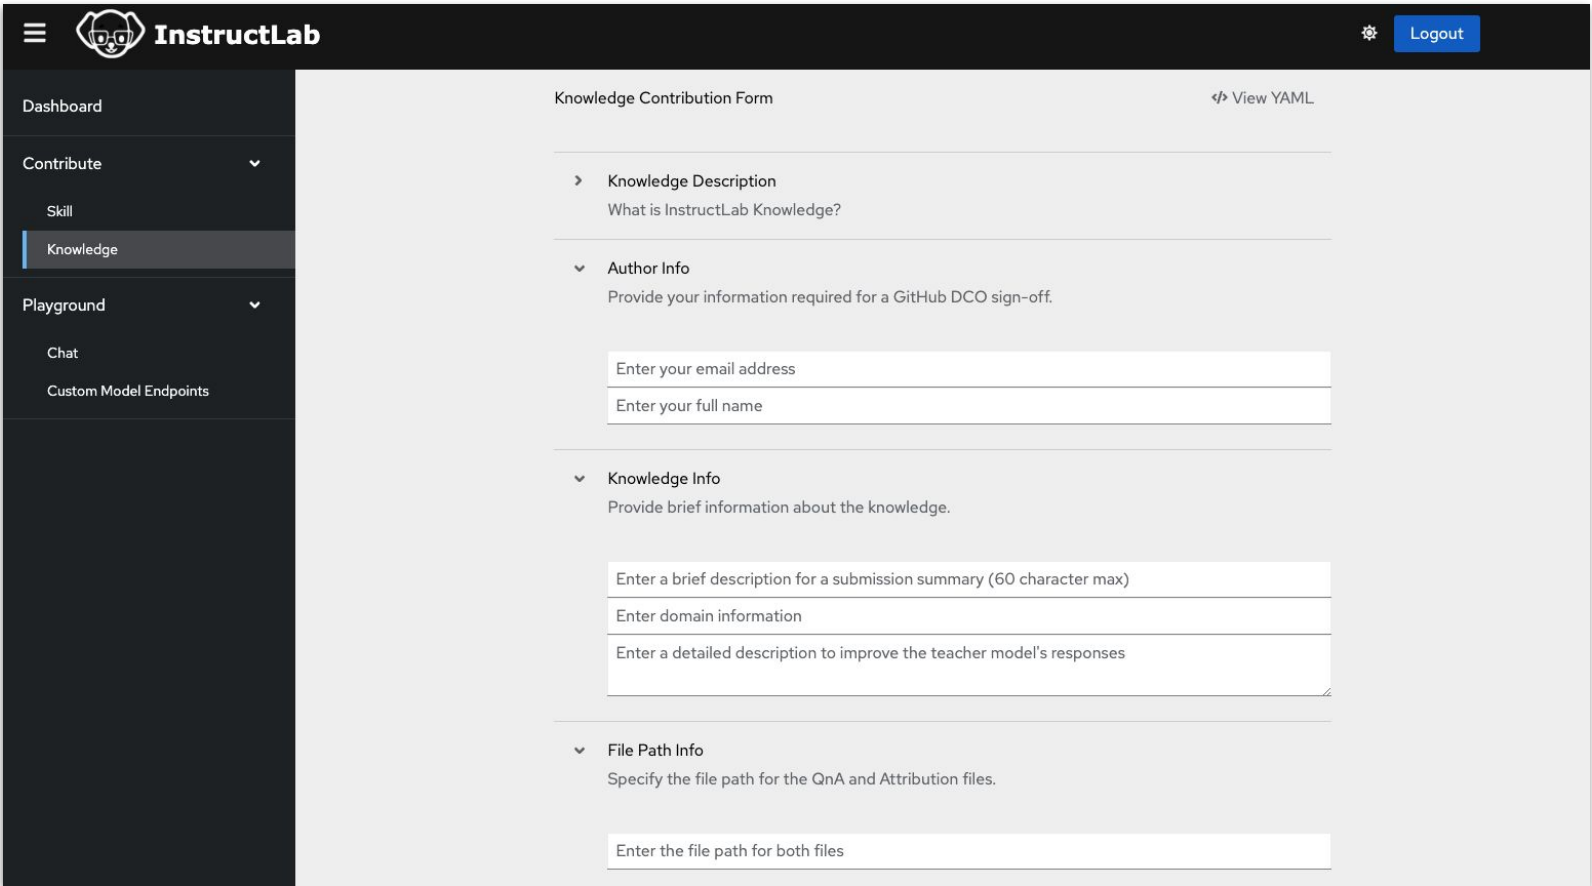 InstructLab
Logout
Dashboard
Contribute
Skill
Knowledge
Playground
Chat
Custom Model Endpoints
Knowledge Contribution Form
</> View YAML
Knowledge Description
What is InstructLab Knowledge?
Author Info
Provide your information required for a GitHub DCO sign-off.
Enter your email address
Enter your full name
Knowledge Info
Provide brief information about the knowledge.
Enter a brief description for a submission summary (60 character max)
Enter domain information
Enter a detailed description to improve the teacher model's responses
File Path Info
Specify the file path for the QnA and Attribution files.
Enter the file path for both files